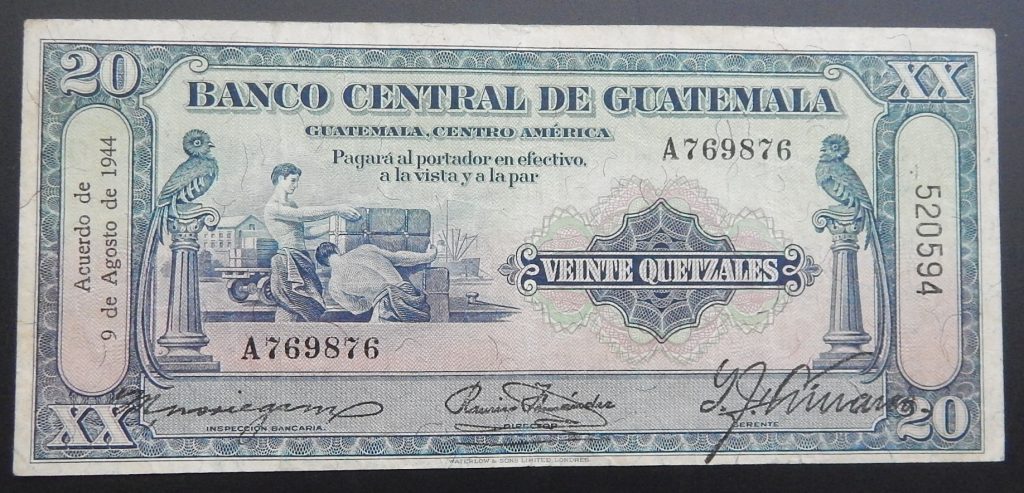 20
XX
BANCO CENTRAL DE GUATEMALA
GUATEMALA, CENTRO AMÉRICA
Pagará al portador en efectivo,
a la vista y a la par
A769876
Acuerdo de
9 de Agosto de 1944
520594
VEINTE QUETZALES
A769876
INSPECCIÓN BANCARIA.
DIRECTOR
GERENTE
XX
20
WATERLOW & SONS LIMITED, LONDRES.